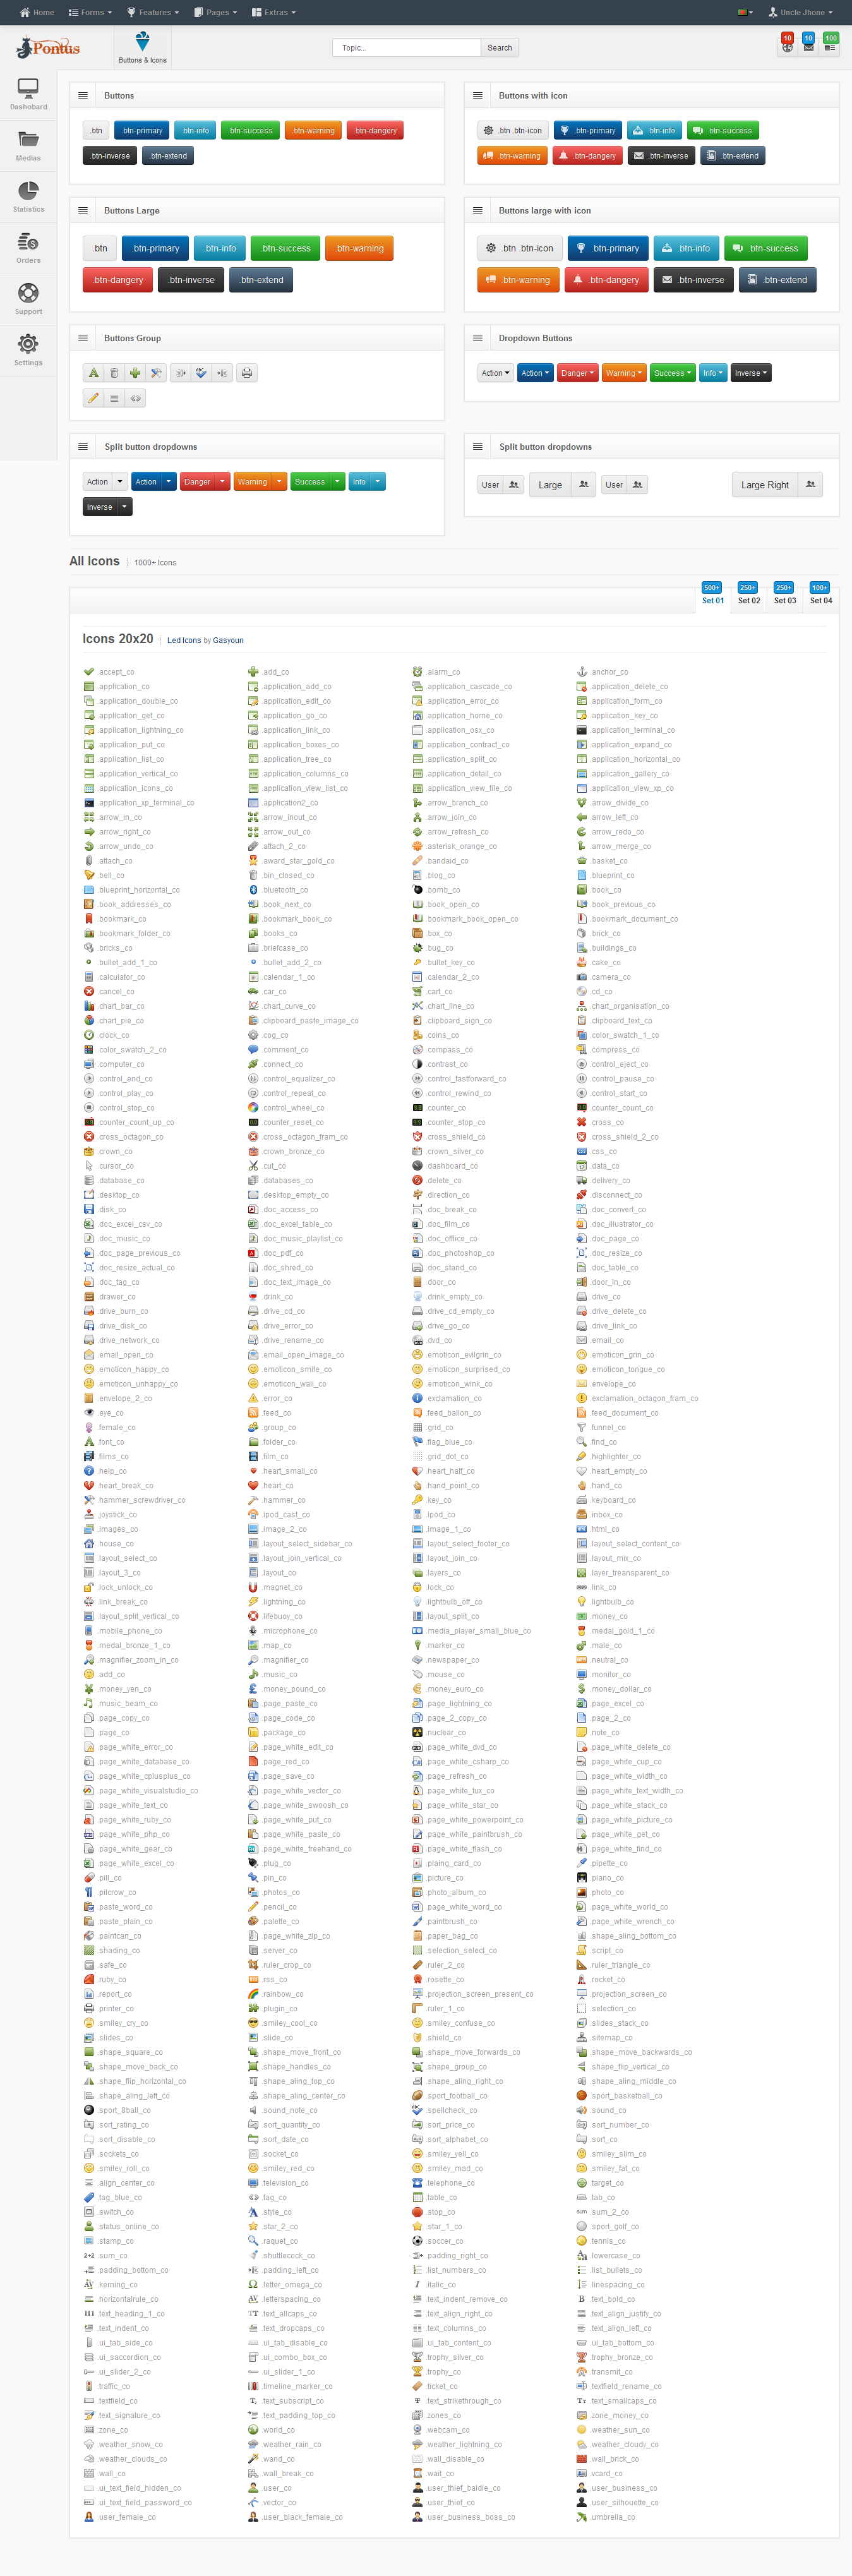 Home Forms Features Pages Extras Uncle Jhone
Pontus Buttons & Icons Topic... Search 10 10 100
Dashobard
Medias
Statistics
Orders
Support
Settings
Buttons
.btn .btn-primary .btn-info .btn-success .btn-warning .btn-dangery
.btn-inverse .btn-extend
Buttons with icon
.btn .btn-icon .btn-primary .btn-info .btn-success
.btn-warning .btn-dangery .btn-inverse .btn-extend
Buttons Large
.btn .btn-primary .btn-info .btn-success .btn-warning
.btn-dangery .btn-inverse .btn-extend
Buttons large with icon
.btn .btn-icon .btn-primary .btn-info .btn-success
.btn-warning .btn-dangery .btn-inverse .btn-extend
Buttons Group
Dropdown Buttons
Action Action Danger Warning Success Info Inverse
Split button dropdowns
Action Action Danger Warning Success Info
Inverse
Split button dropdowns
User Large User Large Right
All Icons 1000+ Icons
500+ 250+ 250+ 100+
Set 01 Set 02 Set 03 Set 04
Icons 20x20 Led Icons by Gasyoun
.accept_co .add_co .alarm_co .anchor_co
.application_co .application_add_co .application_cascade_co .application_delete_co
.application_double_co .application_edit_co .application_error_co .application_form_co
.application_get_co .application_go_co .application_home_co .application_key_co
.application_lightning_co .application_link_co .application_osx_co .application_terminal_co
.application_put_co .application_boxes_co .application_contract_co .application_expand_co
.application_list_co .application_tree_co .application_split_co .application_horizontal_co
.application_vertical_co .application_columns_co .application_detail_co .application_gallery_co
.application_icons_co .application_view_list_co .application_view_tile_co .application_view_xp_co
.application_xp_terminal_co .application2_co .arrow_branch_co .arrow_divide_co
.arrow_in_co .arrow_inout_co .arrow_join_co .arrow_left_co
.arrow_right_co .arrow_out_co .arrow_refresh_co .arrow_redo_co
.arrow_undo_co .attach_2_co .asterisk_orange_co .arrow_merge_co
.attach_co .award_star_gold_co .bandaid_co .basket_co
.bell_co .bin_closed_co .blog_co .blueprint_co
.blueprint_horizontal_co .bluetooth_co .bomb_co .book_co
.book_addresses_co .book_next_co .book_open_co .book_previous_co
.bookmark_co .bookmark_book_co .bookmark_book_open_co .bookmark_document_co
.bookmark_folder_co .books_co .box_co .brick_co
.bricks_co .briefcase_co .bug_co .buildings_co
.bullet_add_1_co .bullet_add_2_co .bullet_key_co .cake_co
.calculator_co .calendar_1_co .calendar_2_co .camera_co
.cancel_co .car_co .cart_co .cd_co
.chart_bar_co .chart_curve_co .chart_line_co .chart_organisation_co
.chart_pie_co .clipboard_paste_image_co .clipboard_sign_co .clipboard_text_co
.clock_co .cog_co .coins_co .color_swatch_1_co
.color_swatch_2_co .comment_co .compass_co .compress_co
.computer_co .connect_co .contrast_co .control_eject_co
.control_end_co .control_equalizer_co .control_fastforward_co .control_pause_co
.control_play_co .control_repeat_co .control_rewind_co .control_start_co
.control_stop_co .control_wheel_co .counter_co .counter_count_co
.counter_count_up_co .counter_reset_co .counter_stop_co .cross_co
.cross_octagon_co .cross_octagon_fram_co .cross_shield_co .cross_shield_2_co
.crown_co .crown_bronze_co .crown_silver_co .css_co
.cursor_co .cut_co .dashboard_co .data_co
.database_co .databases_co .delete_co .delivery_co
.desktop_co .desktop_empty_co .direction_co .disconnect_co
.disk_co .doc_access_co .doc_break_co .doc_convert_co
.doc_excel_csv_co .doc_excel_table_co .doc_film_co .doc_illustrator_co
.doc_music_co .doc_music_playlist_co .doc_offlice_co .doc_page_co
.doc_page_previous_co .doc_pdf_co .doc_photoshop_co .doc_resize_co
.doc_resize_actual_co .doc_shred_co .doc_stand_co .doc_table_co
.doc_tag_co .doc_text_image_co .door_co .door_in_co
.drawer_co .drink_co .drink_empty_co .drive_co
.drive_burn_co .drive_cd_co .drive_cd_empty_co .drive_delete_co
.drive_disk_co .drive_error_co .drive_go_co .drive_link_co
.drive_network_co .drive_rename_co .dvd_co .email_co
.email_open_co .email_open_image_co .emoticon_evilgrin_co .emoticon_grin_co
.emoticon_happy_co .emoticon_smile_co .emoticon_surprised_co .emoticon_tongue_co
.emoticon_unhappy_co .emoticon_waii_co .emoticon_wink_co .envelope_co
.envelope_2_co .error_co .exclamation_co .exclamation_octagon_fram_co
.eye_co .feed_co .feed_ballon_co .feed_document_co
.female_co .group_co .grid_co .funnel_co
.font_co .folder_co .flag_blue_co .find_co
.films_co .film_co .grid_dot_co .highlighter_co
.help_co .heart_small_co .heart_half_co .heart_empty_co
.heart_break_co .heart_co .hand_point_co .hand_co
.hammer_screwdriver_co .hammer_co .key_co .keyboard_co
.joystick_co .ipod_cast_co .ipod_co .inbox_co
.images_co .image_2_co .image_1_co .html_co
.house_co .layout_select_sidebar_co .layout_select_footer_co .layout_select_content_co
.layout_select_co .layout_join_vertical_co .layout_join_co .layout_mix_co
.layout_3_co .layout_co .layers_co .layer_treansparent_co
.lock_unlock_co .magnet_co .lock_co .link_co
.link_break_co .lightning_co .lightbulb_off_co .lightbulb_co
.layout_split_vertical_co .lifebuoy_co .layout_split_co .money_co
.mobile_phone_co .microphone_co .media_player_small_blue_co .medal_gold_1_co
.medal_bronze_1_co .map_co .marker_co .male_co
.magnifier_zoom_in_co .magnifier_co .newspaper_co .neutral_co
.add_co .music_co .mouse_co .monitor_co
.money_yen_co .money_pound_co .money_euro_co .money_dollar_co
.music_beam_co .page_paste_co .page_lightning_co .page_excel_co
.page_copy_co .page_code_co .page_2_copy_co .page_2_co
.page_co .package_co .nuclear_co .note_co
.page_white_error_co .page_white_edit_co .page_white_dvd_co .page_white_delete_co
.page_white_database_co .page_red_co .page_white_csharp_co .page_white_cup_co
.page_white_cplusplus_co .page_save_co .page_refresh_co .page_white_width_co
.page_white_visualstudio_co .page_white_vector_co .page_white_tux_co .page_white_text_width_co
.page_white_text_co .page_white_swoosh_co .page_white_star_co .page_white_stack_co
.page_white_ruby_co .page_white_put_co .page_white_powerpoint_co .page_white_picture_co
.page_white_php_co .page_white_paste_co .page_white_paintbrush_co .page_white_get_co
.page_white_gear_co .page_white_freehand_co .page_white_flash_co .page_white_find_co
.page_white_excel_co .plug_co .plaing_card_co .pipette_co
.pill_co .pin_co .picture_co .piano_co
.pilcrow_co .photos_co .photo_album_co .photo_co
.paste_word_co .pencil_co .page_white_word_co .page_white_world_co
.paste_plain_co .palette_co .paintbrush_co .page_white_wrench_co
.paintcan_co .page_white_zip_co .paper_bag_co .shape_aling_bottom_co
.shading_co .server_co .selection_select_co .script_co
.safe_co .ruler_crop_co .ruler_2_co .ruler_triangle_co
.ruby_co .rss_co .rosette_co .rocket_co
.report_co .rainbow_co .projection_screen_present_co .projection_screen_co
.printer_co .plugin_co .ruler_1_co .selection_co
.smiley_cry_co .smiley_cool_co .smiley_confuse_co .slides_stack_co
.slides_co .slide_co .shield_co .sitemap_co
.shape_square_co .shape_move_front_co .shape_move_forwards_co .shape_move_backwards_co
.shape_move_back_co .shape_handles_co .shape_group_co .shape_flip_vertical_co
.shape_flip_horizontal_co .shape_aling_top_co .shape_aling_right_co .shape_aling_middle_co
.shape_aling_left_co .shape_aling_center_co .sport_football_co .sport_basketball_co
.sport_8ball_co .sound_note_co .spellcheck_co .sound_co
.sort_rating_co .sort_quantity_co .sort_price_co .sort_number_co
.sort_disable_co .sort_date_co .sort_alphabet_co .sort_co
.sockets_co .socket_co .smiley_yell_co .smiley_slim_co
.smiley_roll_co .smiley_red_co .smiley_mad_co .smiley_fat_co
.align_center_co .television_co .telephone_co .target_co
.tag_blue_co .tag_co .table_co .tab_co
.switch_co .style_co .stop_co .sum_2_co
.status_online_co .star_2_co .star_1_co .sport_golf_co
.stamp_co .raquet_co .soccer_co .tennis_co
.sum_co .shuttlecock_co .padding_right_co .lowercase_co
.padding_bottom_co .padding_left_co .list_numbers_co .list_bullets_co
.kerning_co .letter_omega_co .italic_co .linespacing_co
.horizontalrule_co .letterspacing_co .text_indent_remove_co .text_bold_co
.text_heading_1_co .text_allcaps_co .text_align_right_co .text_align_justify_co
.text_indent_co .text_dropcaps_co .text_columns_co .text_align_left_co
.ui_tab_side_co .ui_tab_disable_co .ui_tab_content_co .ui_tab_bottom_co
.ui_saccordion_co .ui_combo_box_co .trophy_silver_co .trophy_bronze_co
.ui_slider_2_co .ui_slider_1_co .trophy_co .transmit_co
.traffic_co .timeline_marker_co .ticket_co .textfield_rename_co
.textfield_co .text_subscript_co .text_strikethrough_co .text_smallcaps_co
.text_signature_co .text_padding_top_co .zones_co .zone_money_co
.zone_co .world_co .webcam_co .weather_sun_co
.weather_snow_co .weather_rain_co .weather_lightning_co .weather_cloudy_co
.weather_clouds_co .wand_co .wall_disable_co .wall_brick_co
.wall_co .wall_break_co .wait_co .vcard_co
.ui_text_field_hidden_co .user_co .user_thief_baldie_co .user_business_co
.ui_text_field_password_co .vector_co .user_thief_co .user_silhouette_co
.user_female_co .user_black_female_co .user_business_boss_co .umbrella_co